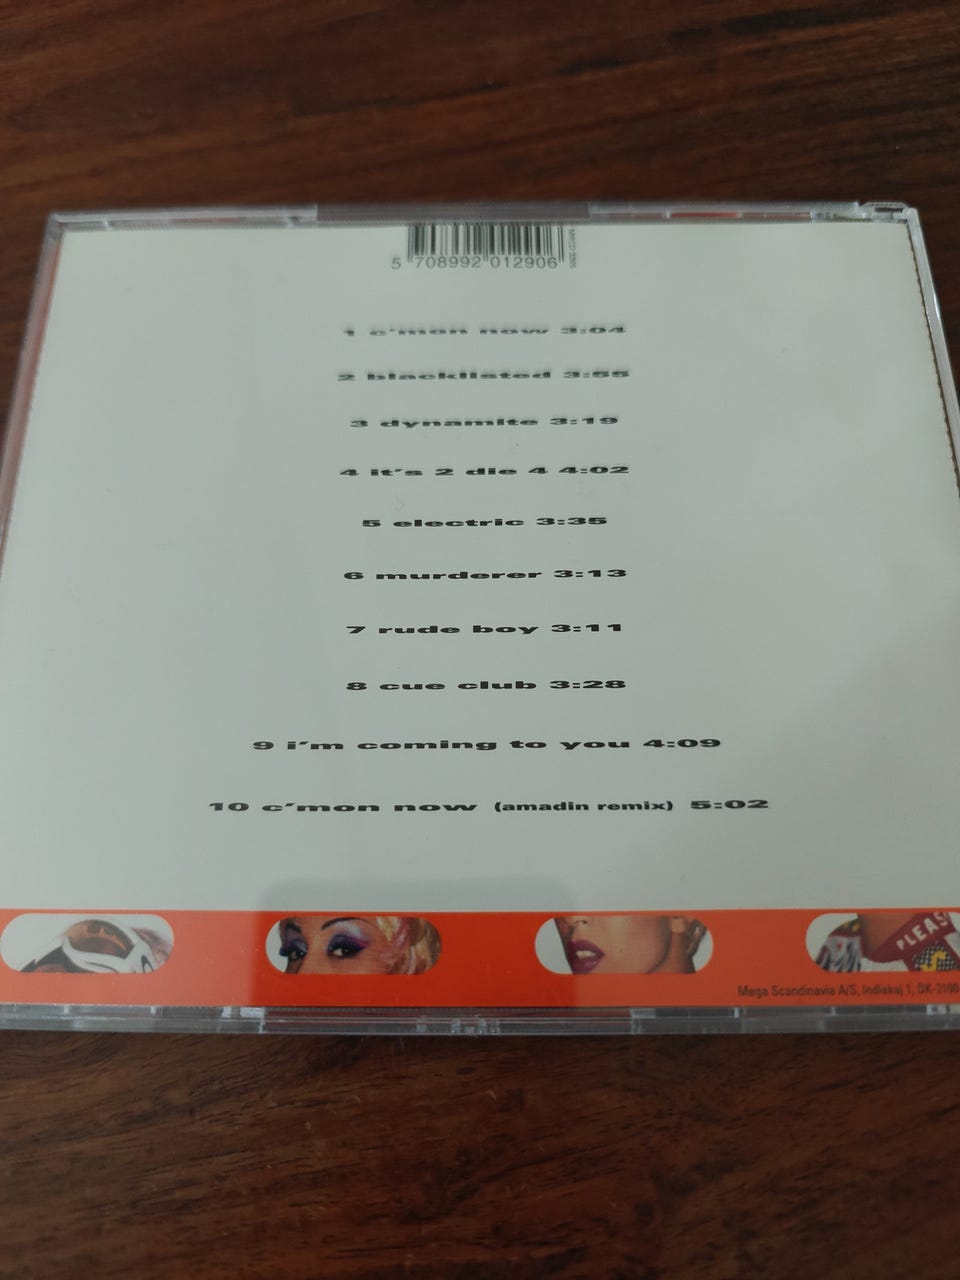 5 708992 012906
1 c'mon now 3:04
2 blacklisted 3:55
3 dynamite 3:19
4 it's 2 die 4 4:02
5 electric 3:35
6 murderer 3:13
7 rude boy 3:11
8 cue club 3:28
9 i'm coming to you 4:09
10 c'mon now (amadin remix) 5:02
PLEAS
Mega Scandinavia A/S, Indiakaj 1, DK-2100